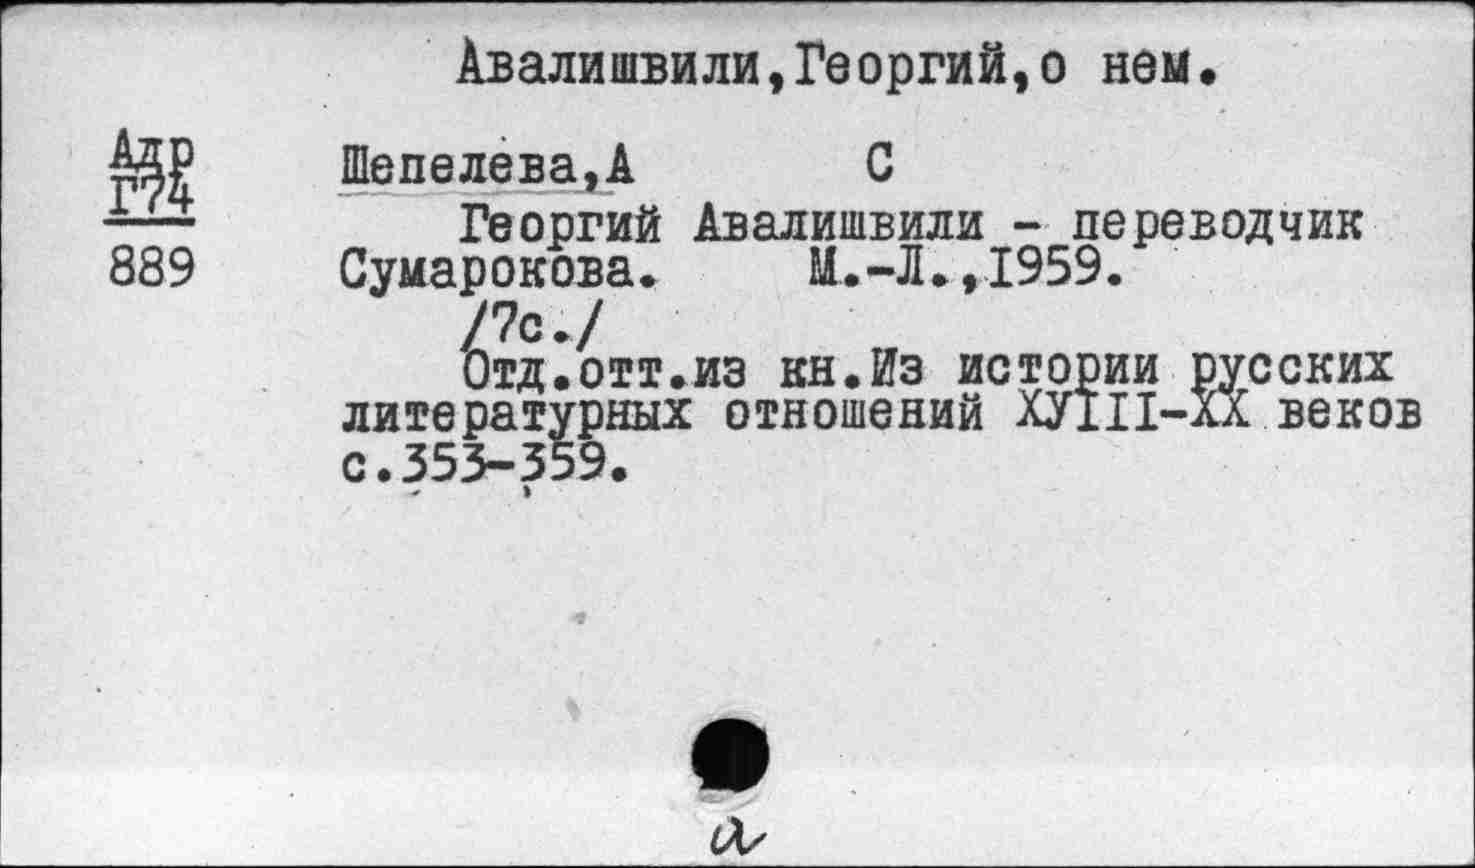 Авалишвили,Георгий,о нем.
Адр
Г74
889
Шепелева,А С
Георгий Авалишвили - переводчик
Сумарокова. М.-Л.,1959.
/7с./
Отд.отт.из кн.Из истории русских
литературных отношений ХУIII-ХХ веков
с.353-359.